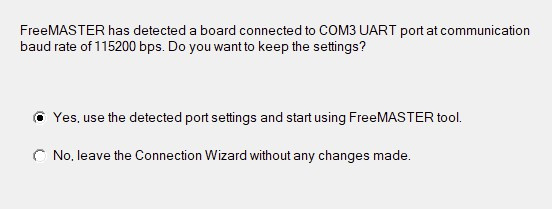 FreeMASTER has detected a board connected to COM3 UART port at communication
baud rate of 115200 bps. Do you want to keep the settings?
Yes, use the detected port settings and start using FreeMASTER tool.
No, leave the Connection Wizard without any changes made.